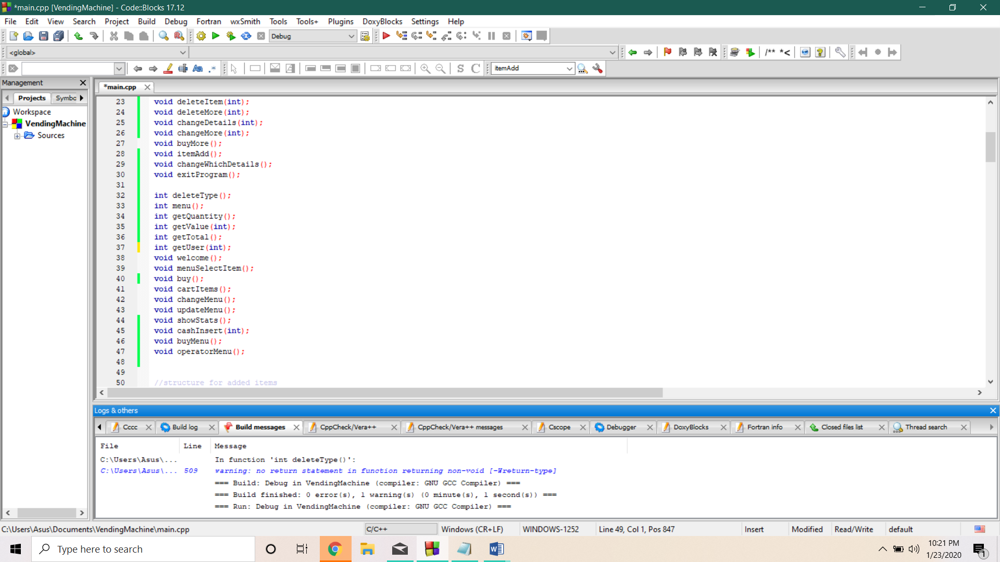 *main.cpp [VendingMachine] - Code::Blocks 17.12
File Edit View Search Project Build Debug Fortran wxSmith Tools Tools+ Plugins DoxyBlocks Settings Help
Debug
<global>
/** *<
Aa .*
S C
itemAdd
Management
*main.cpp
Projects Symbo
Workspace
VendingMachine
Sources
23 void deleteItem(int);
24 void deleteMore(int);
25 void changeDetails(int);
26 void changeMore(int);
27 void buyMore();
28 void itemAdd();
29 void changeWhichDetails();
30 void exitProgram();
31
32 int deleteType();
33 int menu();
34 int getQuantity();
35 int getValue(int);
36 int getTotal();
37 int getUser(int);
38 void welcome();
39 void menuSelectItem();
40 void buy();
41 void cartItems();
42 void changeMenu();
43 void updateMenu();
44 void showStats();
45 void cashInsert(int);
46 void buyMenu();
47 void operatorMenu();
48
49
50 //structure for added items
Logs & others
Cccc Build log Build messages CppCheck/Vera++ CppCheck/Vera++ messages Cscope Debugger DoxyBlocks Fortran info Closed files list Thread search
File Line Message
C:\Users\Asus\... In function 'int deleteType()':
C:\Users\Asus\... 509 warning: no return statement in function returning non-void [-Wreturn-type]
=== Build: Debug in VendingMachine (compiler: GNU GCC Compiler) ===
=== Build finished: 0 error(s), 1 warning(s) (0 minute(s), 1 second(s)) ===
=== Run: Debug in VendingMachine (compiler: GNU GCC Compiler) ===
C:\Users\Asus\Documents\VendingMachine\main.cpp C/C++ Windows (CR+LF) WINDOWS-1252 Line 49, Col 1, Pos 847 Insert Modified Read/Write default
Type here to search
10:21 PM
1/23/2020
1